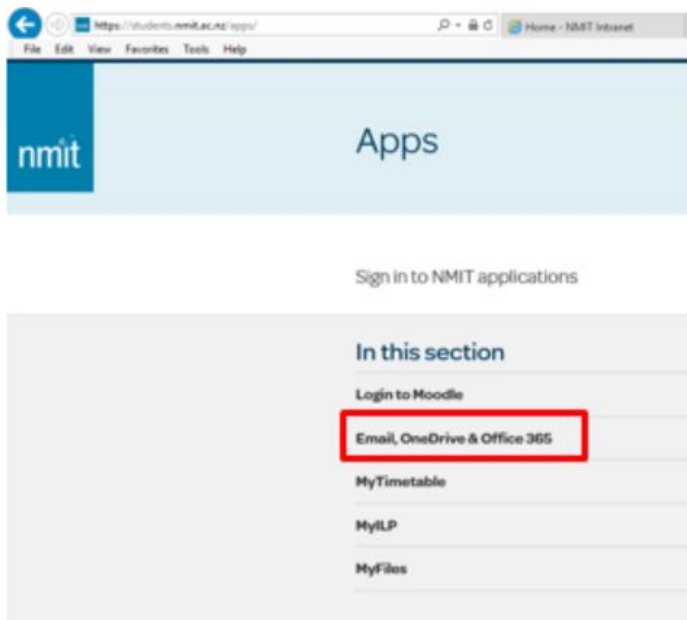 https://students.nmit.ac.nz/apps/
Home - NMIT Intranet
File Edit View Favorites Tools Help
nmit
Apps
Sign in to NMIT applications
In this section
Login to Moodle
Email, OneDrive & Office 365
MyTimetable
MyILP
MyFiles